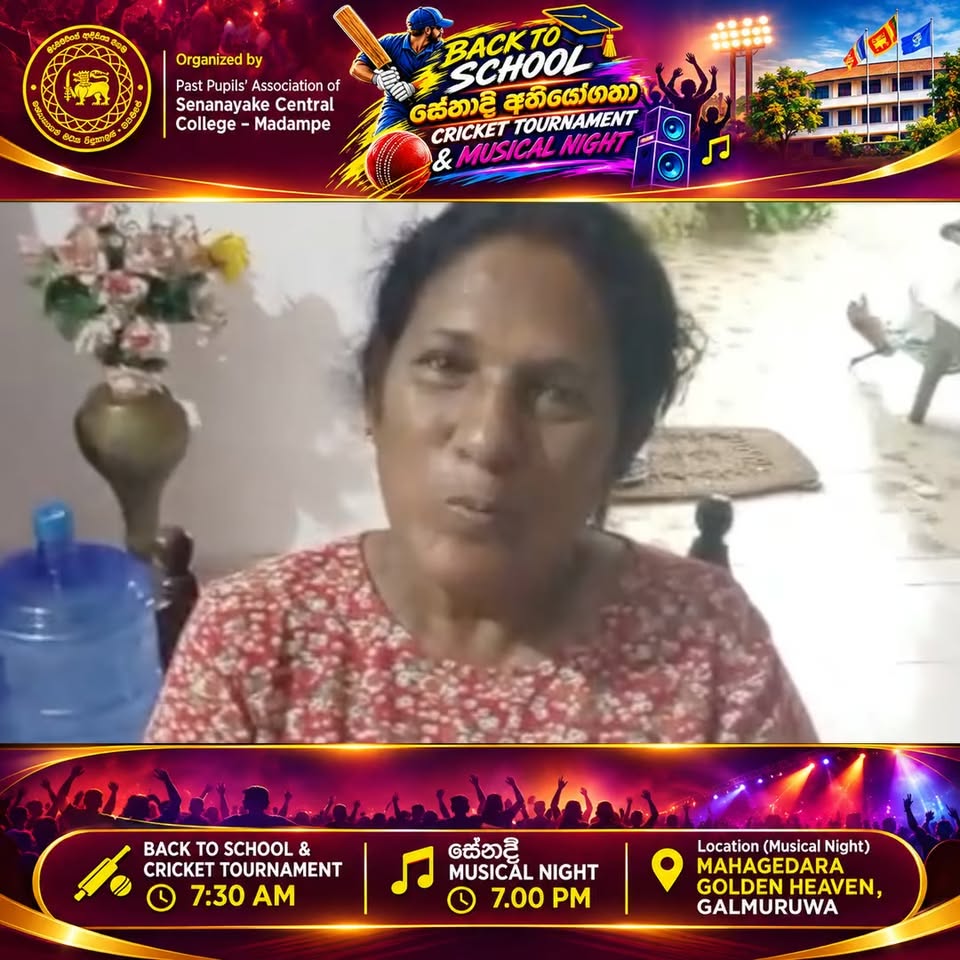 Organized by
Past Pupils' Association of
Senanayake Central
College – Madampe
BACK TO
SCHOOL
සේනාදි අභියෝගතා
CRICKET TOURNAMENT
& MUSICAL NIGHT
BACK TO SCHOOL &
CRICKET TOURNAMENT
7:30 AM
සේනාදි
MUSICAL NIGHT
7.00 PM
Location (Musical Night)
MAHAGEDARA
GOLDEN HEAVEN,
GALMURUWA